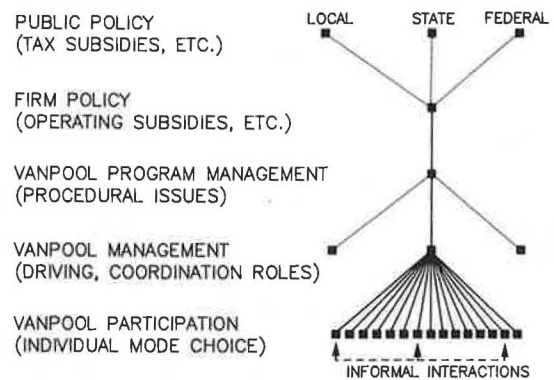 PUBLIC POLICY
(TAX SUBSIDIES, ETC.)
LOCAL STATE FEDERAL
FIRM POLICY
(OPERATING SUBSIDIES, ETC.)
VANPOOL PROGRAM MANAGEMENT
(PROCEDURAL ISSUES)
VANPOOL MANAGEMENT
(DRIVING, COORDINATION ROLES)
VANPOOL PARTICIPATION
(INDIVIDUAL MODE CHOICE)
INFORMAL INTERACTIONS